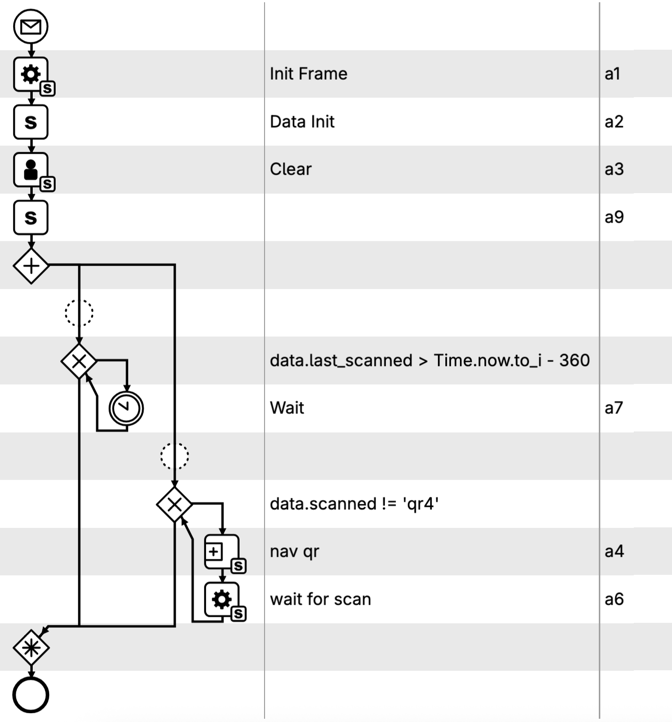 S
Init Frame a1
S
Data Init a2
S
Clear a3
S
a9
data.last_scanned > Time.now.to_i - 360
Wait a7
data.scanned != 'qr4'
nav qr a4
S
wait for scan a6
S